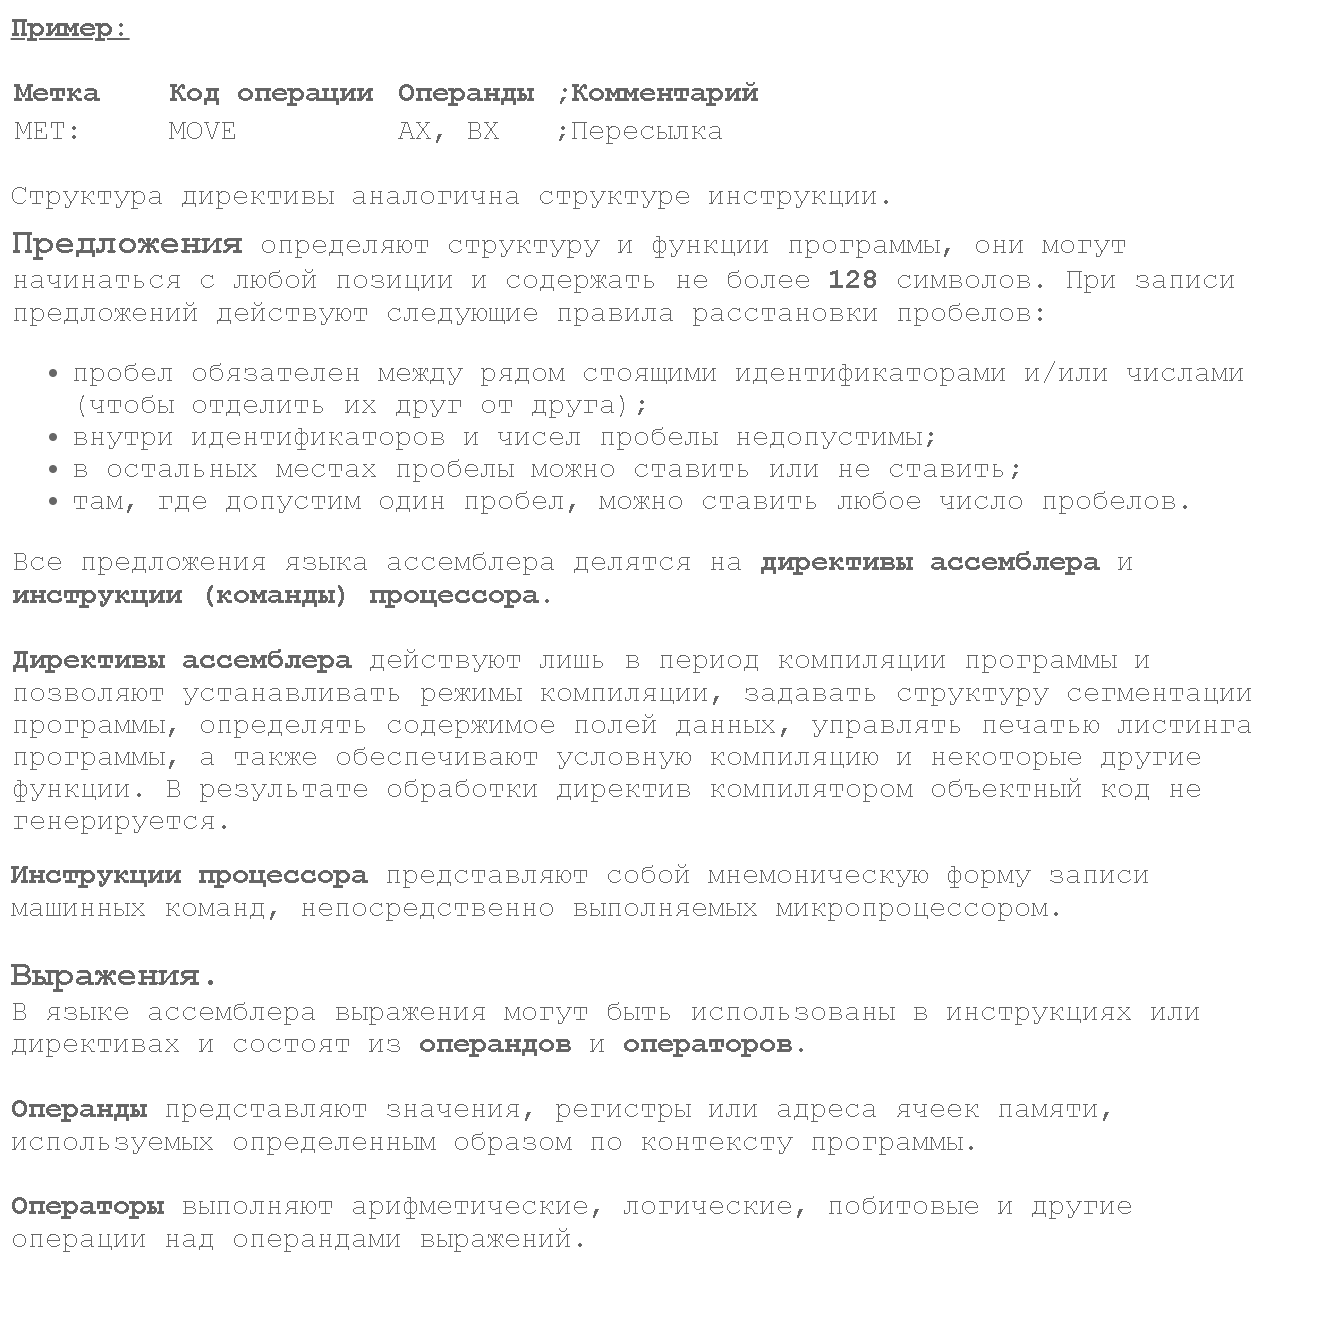 Пример:
Метка Код операции Операнды ;Комментарий
МЕТ: MOVE AX, BX ;Пересылка
Структура директивы аналогична структуре инструкции.
Предложения определяют структуру и функции программы, они могут
начинаться с любой позиции и содержать не более 128 символов. При записи
предложений действуют следующие правила расстановки пробелов:
• пробел обязателен между рядом стоящими идентификаторами и/или числами
(чтобы отделить их друг от друга);
• внутри идентификаторов и чисел пробелы недопустимы;
• в остальных местах пробелы можно ставить или не ставить;
• там, где допустим один пробел, можно ставить любое число пробелов.
Все предложения языка ассемблера делятся на директивы ассемблера и
инструкции (команды) процессора.
Директивы ассемблера действуют лишь в период компиляции программы и
позволяют устанавливать режимы компиляции, задавать структуру сегментации
программы, определять содержимое полей данных, управлять печатью листинга
программы, а также обеспечивают условную компиляцию и некоторые другие
функции. В результате обработки директив компилятором объектный код не
генерируется.
Инструкции процессора представляют собой мнемоническую форму записи
машинных команд, непосредственно выполняемых микропроцессором.
Выражения.
В языке ассемблера выражения могут быть использованы в инструкциях или
директивах и состоят из операндов и операторов.
Операнды представляют значения, регистры или адреса ячеек памяти,
используемых определенным образом по контексту программы.
Операторы выполняют арифметические, логические, побитовые и другие
операции над операндами выражений.